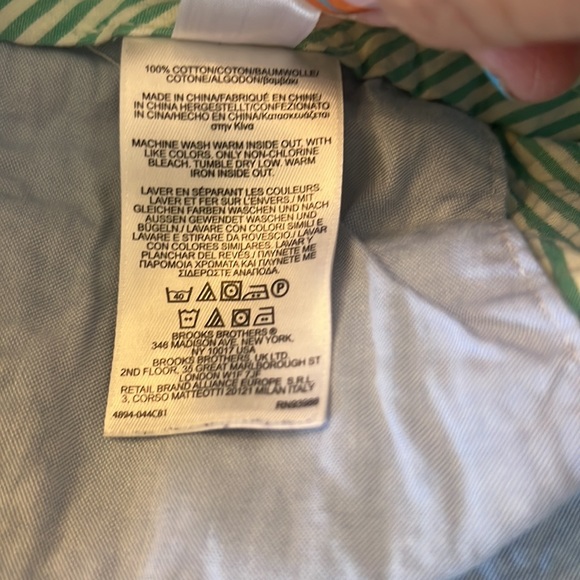 100% COTTON/COTON/BAUMWOLLE/
COTONE/ALGODON/βαμβάκι
MADE IN CHINA/FABRIQUÉ EN CHINE/
IN CHINA HERGESTELLT/CONFEZIONATO
IN CINA/HECHO EN CHINA/Κατασκευάζεται
στην Κίνα
MACHINE WASH WARM INSIDE OUT, WITH
LIKE COLORS. ONLY NON-CHLORINE
BLEACH. TUMBLE DRY LOW. WARM
IRON INSIDE OUT.
LAVER EN SÉPARANT LES COULEURS.
LAVER ET FER SUR L'ENVERS./ MIT
GLEICHEN FARBEN WASCHEN UND NACH
AUSSEN GEWENDET WASCHEN UND
BÜGELN./ LAVARE CON COLORI SIMILI E
LAVARE E STIRARE DA ROVESCIO./ LAVAR
CON COLORES SIMILARES. LAVAR Y
PLANCHAR DEL REVÉS./ ΠΛΥΝΕΤΕ ΜΕ
ΠΑΡΟΜΟΙΑ ΧΡΩΜΑΤΑ ΚΑΙ ΠΛΥΝΕΤΕ ΜΕ
ΣΙΔΕΡΩΣΤΕ ΑΝΑΠΟΔΑ.
40 P
BROOKS BROTHERS ®
346 MADISON AVE, NEW YORK,
NY 10017 USA
BROOKS BROTHERS, UK LTD.
2ND FLOOR, 35 GREAT MARLBOROUGH ST
LONDON W1F 7JF
RETAIL BRAND ALLIANCE EUROPE, S.R.L.
3, CORSO MATTEOTTI 20121 MILAN ITALY
4894-044CB1